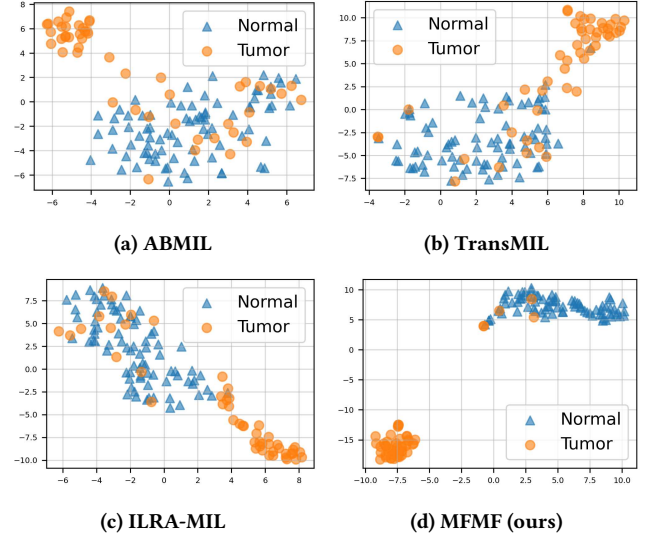 8
6
4
2
0
−2
−4
−6
−6 −4 −2 0 2 4 6
Normal
Tumor
(a) ABMIL
10.0
7.5
5.0
2.5
0.0
−2.5
−5.0
−7.5
−4 −2 0 2 4 6 8 10
Normal
Tumor
(b) TransMIL
7.5
5.0
2.5
0.0
−2.5
−5.0
−7.5
−10.0
−6 −4 −2 0 2 4 6 8
Normal
Tumor
(c) ILRA-MIL
10
5
0
−5
−10
−15
−10.0 −7.5 −5.0 −2.5 0.0 2.5 5.0 7.5 10.0
Normal
Tumor
(d) MFMF (ours)